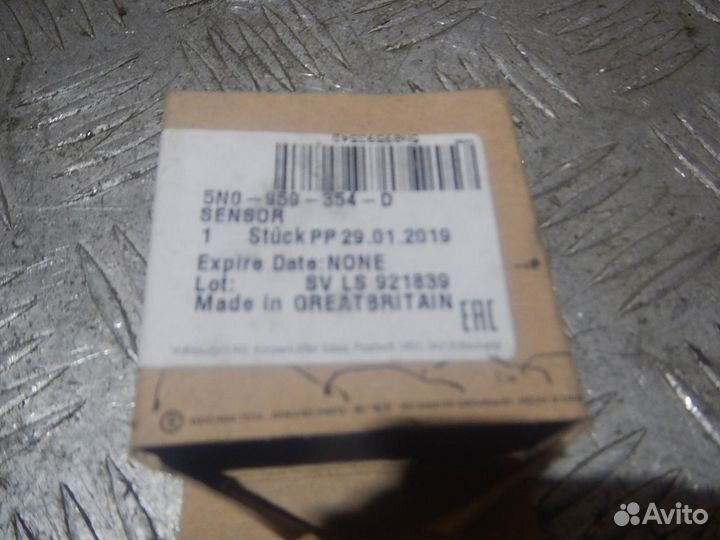 5N0-959-354-D
SENSOR
1 Stück PP 29.01.2019
Expire Date: NONE
Lot: SV LS 921839
Made in GREATBRITAIN
EAC
Avito